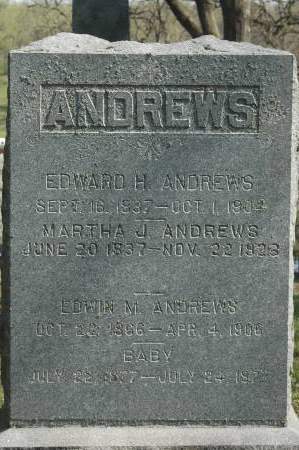 ANDREWS
EDWARD H. ANDREWS
SEPT. 16, 1837—OCT. 1, 1904
MARTHA J. ANDREWS
JUNE 20 1837—NOV. 22 1923
EDWIN M. ANDREWS
OCT. 22, 1866—APR. 4, 1906
BABY
JULY 22, 1877—JULY 24, 1877